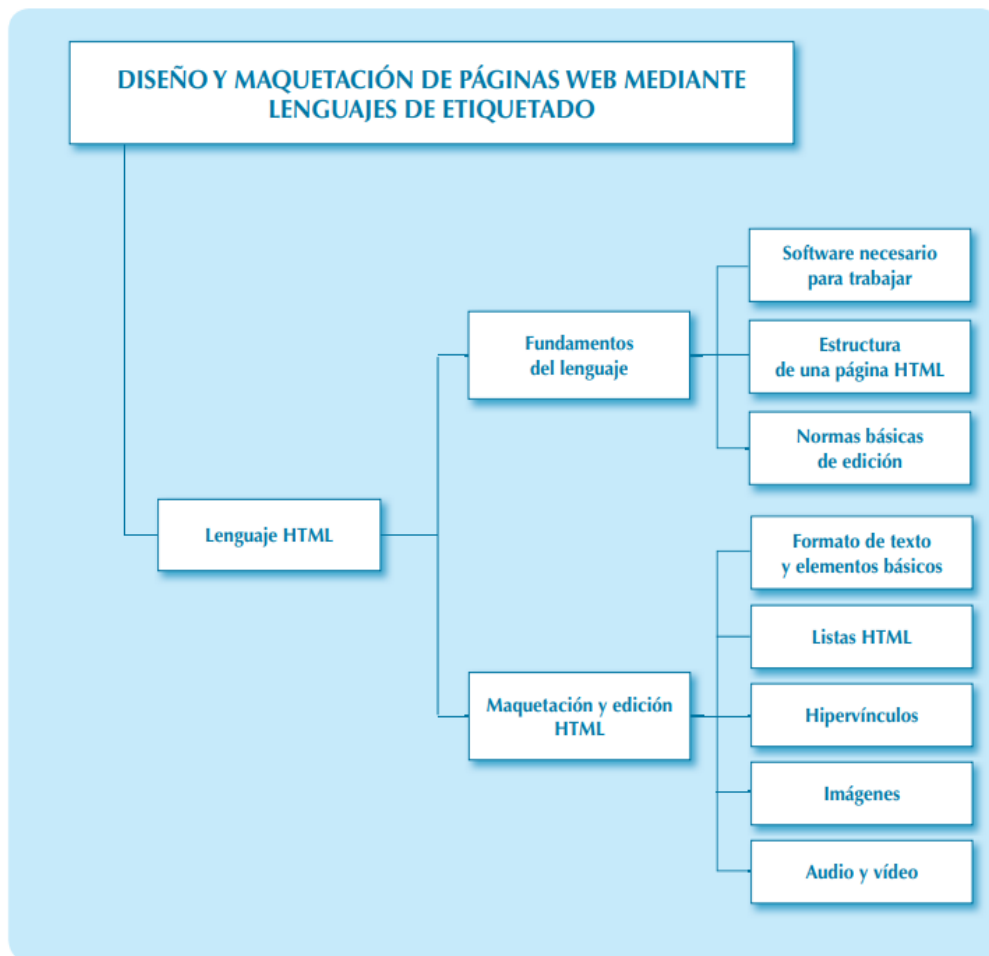 DISEÑO Y MAQUETACIÓN DE PÁGINAS WEB MEDIANTE
LENGUAJES DE ETIQUETADO
Lenguaje HTML
Fundamentos
del lenguaje
Software necesario
para trabajar
Estructura
de una página HTML
Normas básicas
de edición
Maquetación y edición
HTML
Formato de texto
y elementos básicos
Listas HTML
Hipervínculos
Imágenes
Audio y vídeo